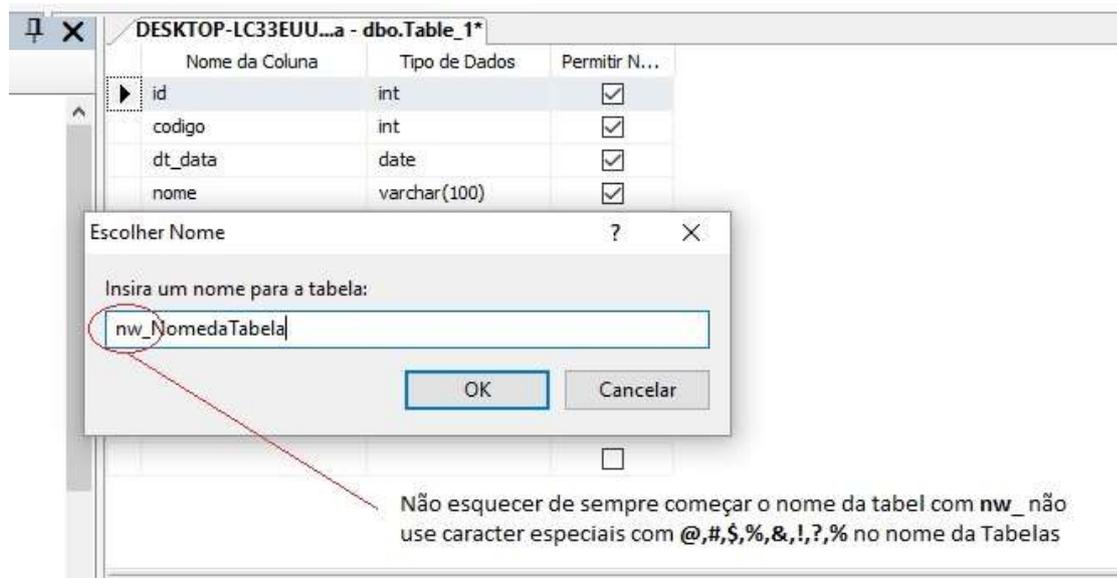 DESKTOP-LC33EUU...a - dbo.Table_1*
Nome da Coluna Tipo de Dados Permitir N...
id int
codigo int
dt_data date
nome varchar(100)
Escolher Nome ?
Insira um nome para a tabela:
nw_NomedaTabela
OK Cancelar
Não esquecer de sempre começar o nome da tabel com nw_ não
use caracter especiais com @,#,$,%,&,!,?,% no nome da Tabelas